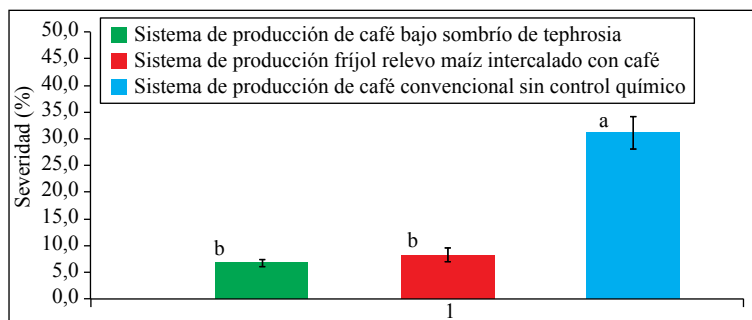 50,0
45,0
40,0
35,0
30,0
25,0
20,0
15,0
10,0
5,0
0,0
Severidad (%)
Sistema de producción de café bajo sombrío de tephrosia
Sistema de producción fríjol relevo maíz intercalado con café
Sistema de producción de café convencional sin control químico
b
b
a
1